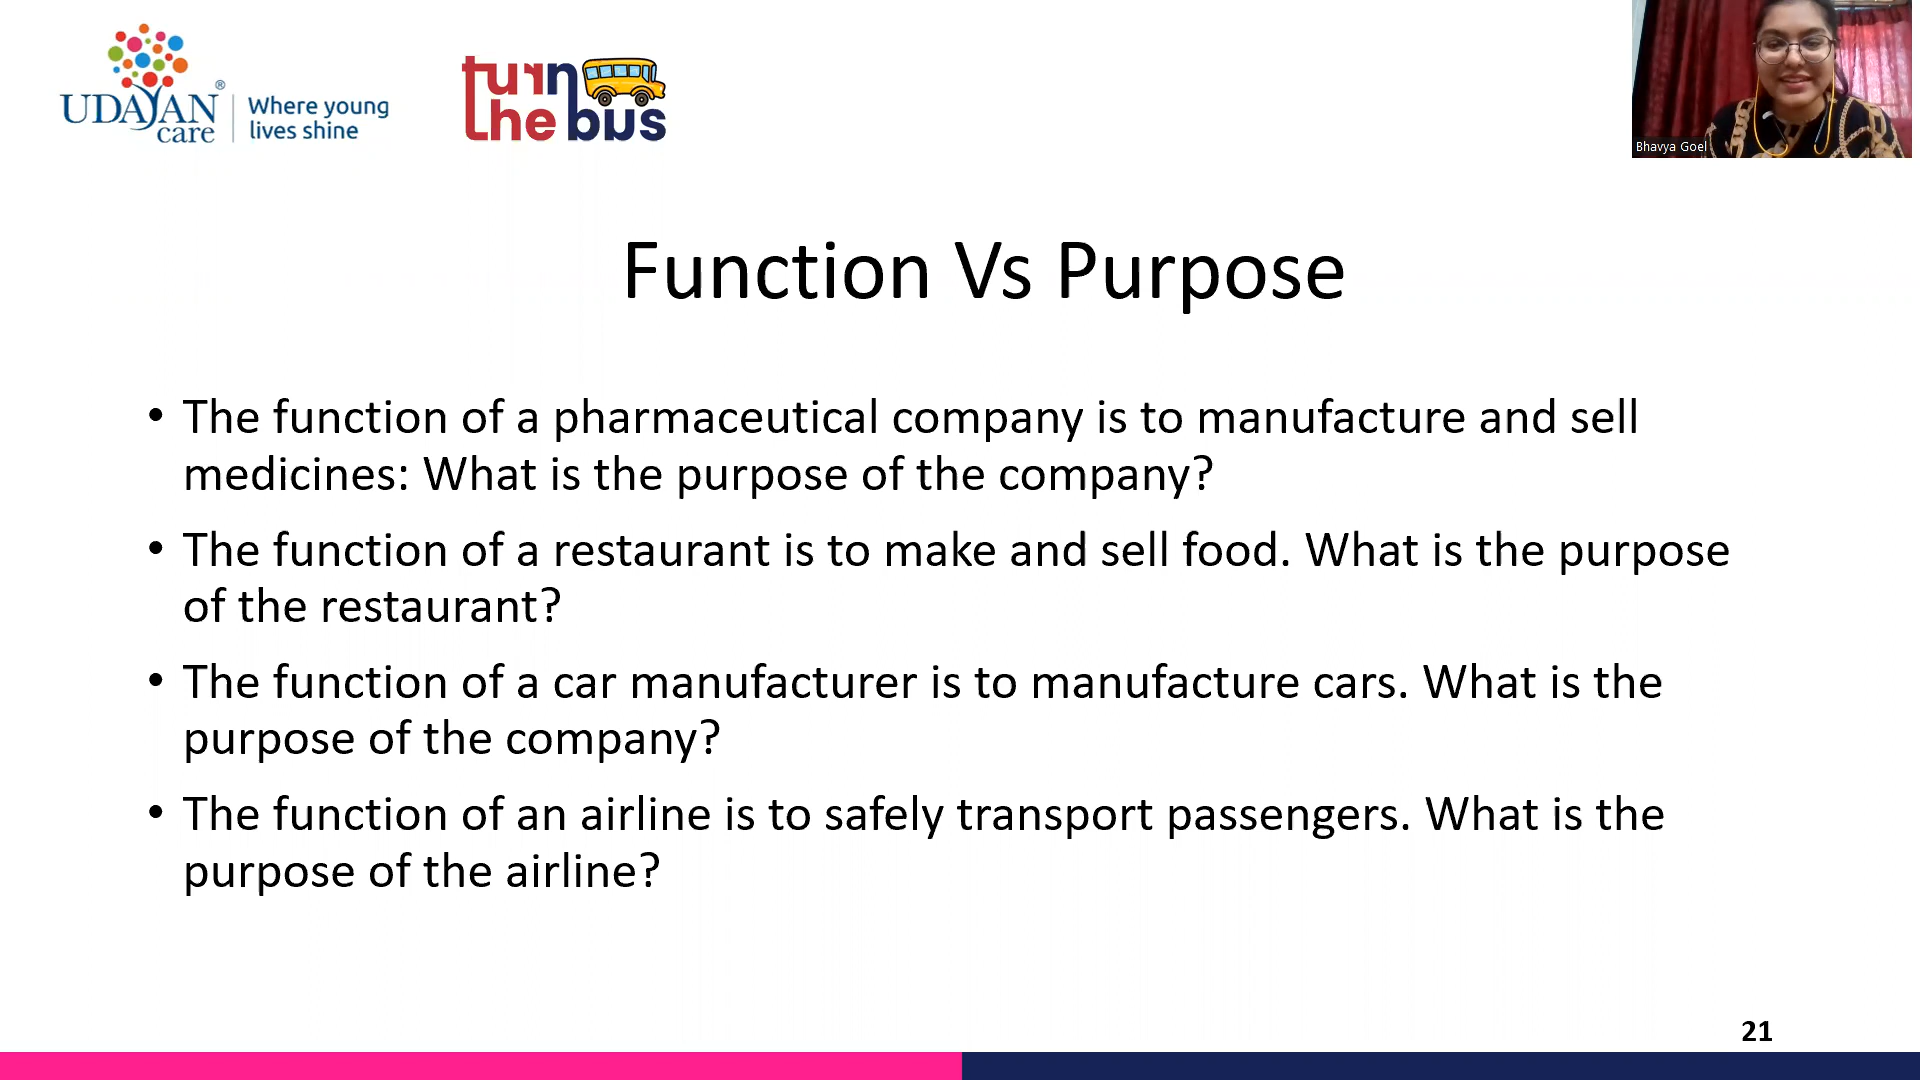 UDAYAN
care
®
Where young
lives shine
turn
the bus
Bhavya Goel
Function Vs Purpose
• The function of a pharmaceutical company is to manufacture and sell
medicines: What is the purpose of the company?
• The function of a restaurant is to make and sell food. What is the purpose
of the restaurant?
• The function of a car manufacturer is to manufacture cars. What is the
purpose of the company?
• The function of an airline is to safely transport passengers. What is the
purpose of the airline?
21